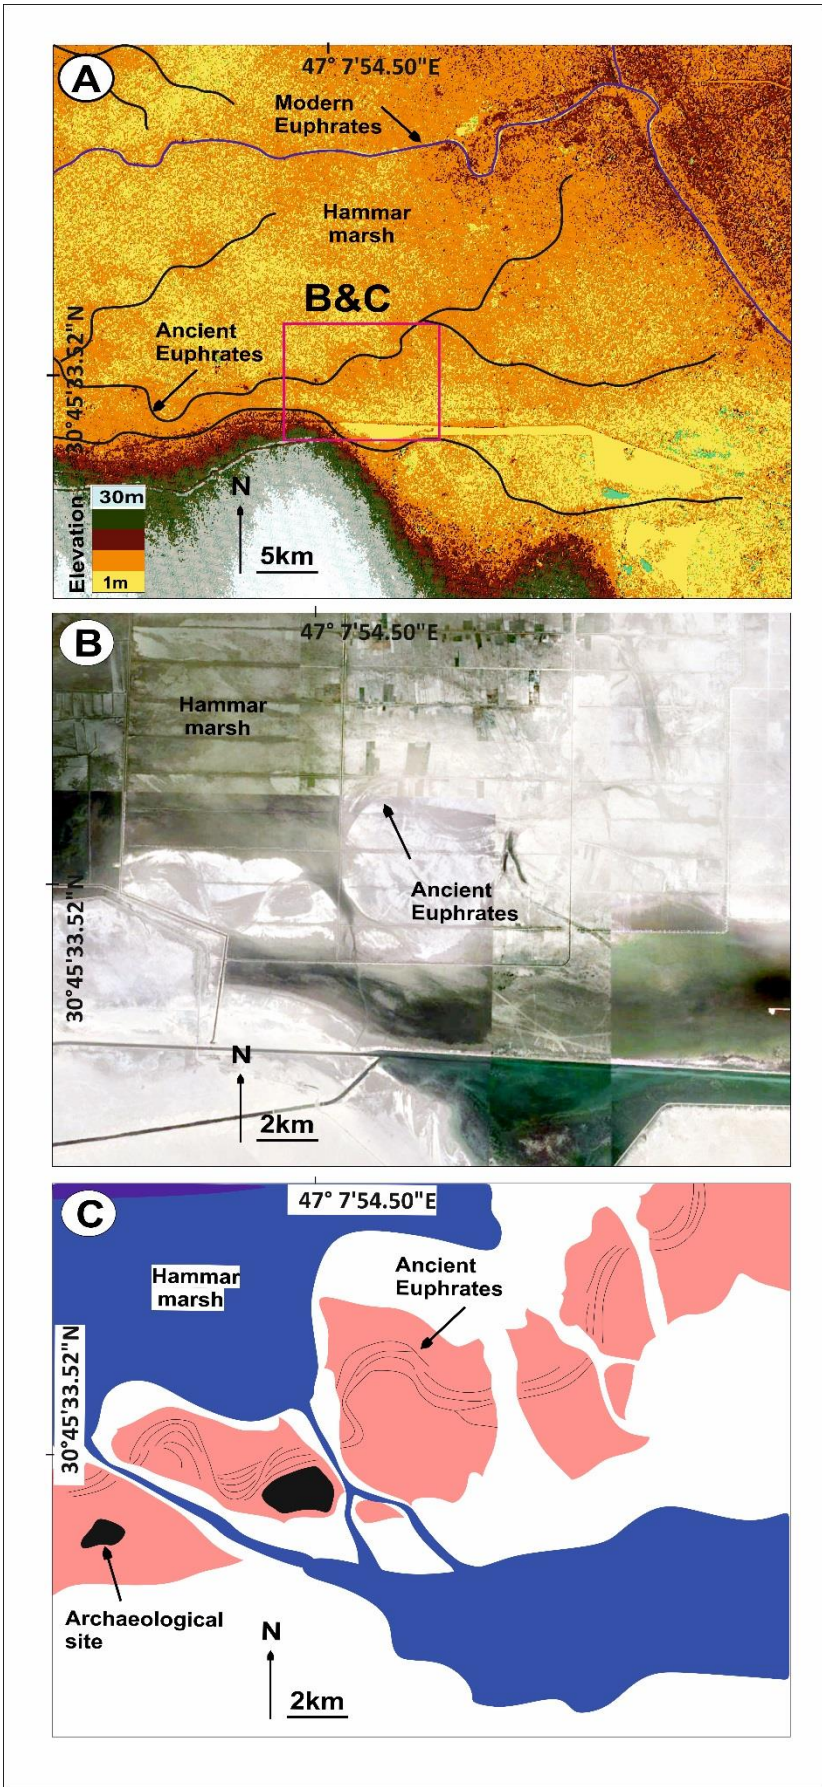 A
47° 7'54.50"E
Modern
Euphrates
Hammar
marsh
B&C
Ancient
Euphrates
30°45'33.52"N
Elevation
30m
1m
N
5km
B
47° 7'54.50"E
Hammar
marsh
Ancient
Euphrates
30°45'33.52"N
N
2km
C
47° 7'54.50"E
Hammar
marsh
Ancient
Euphrates
30°45'33.52"N
Archaeological
site
N
2km